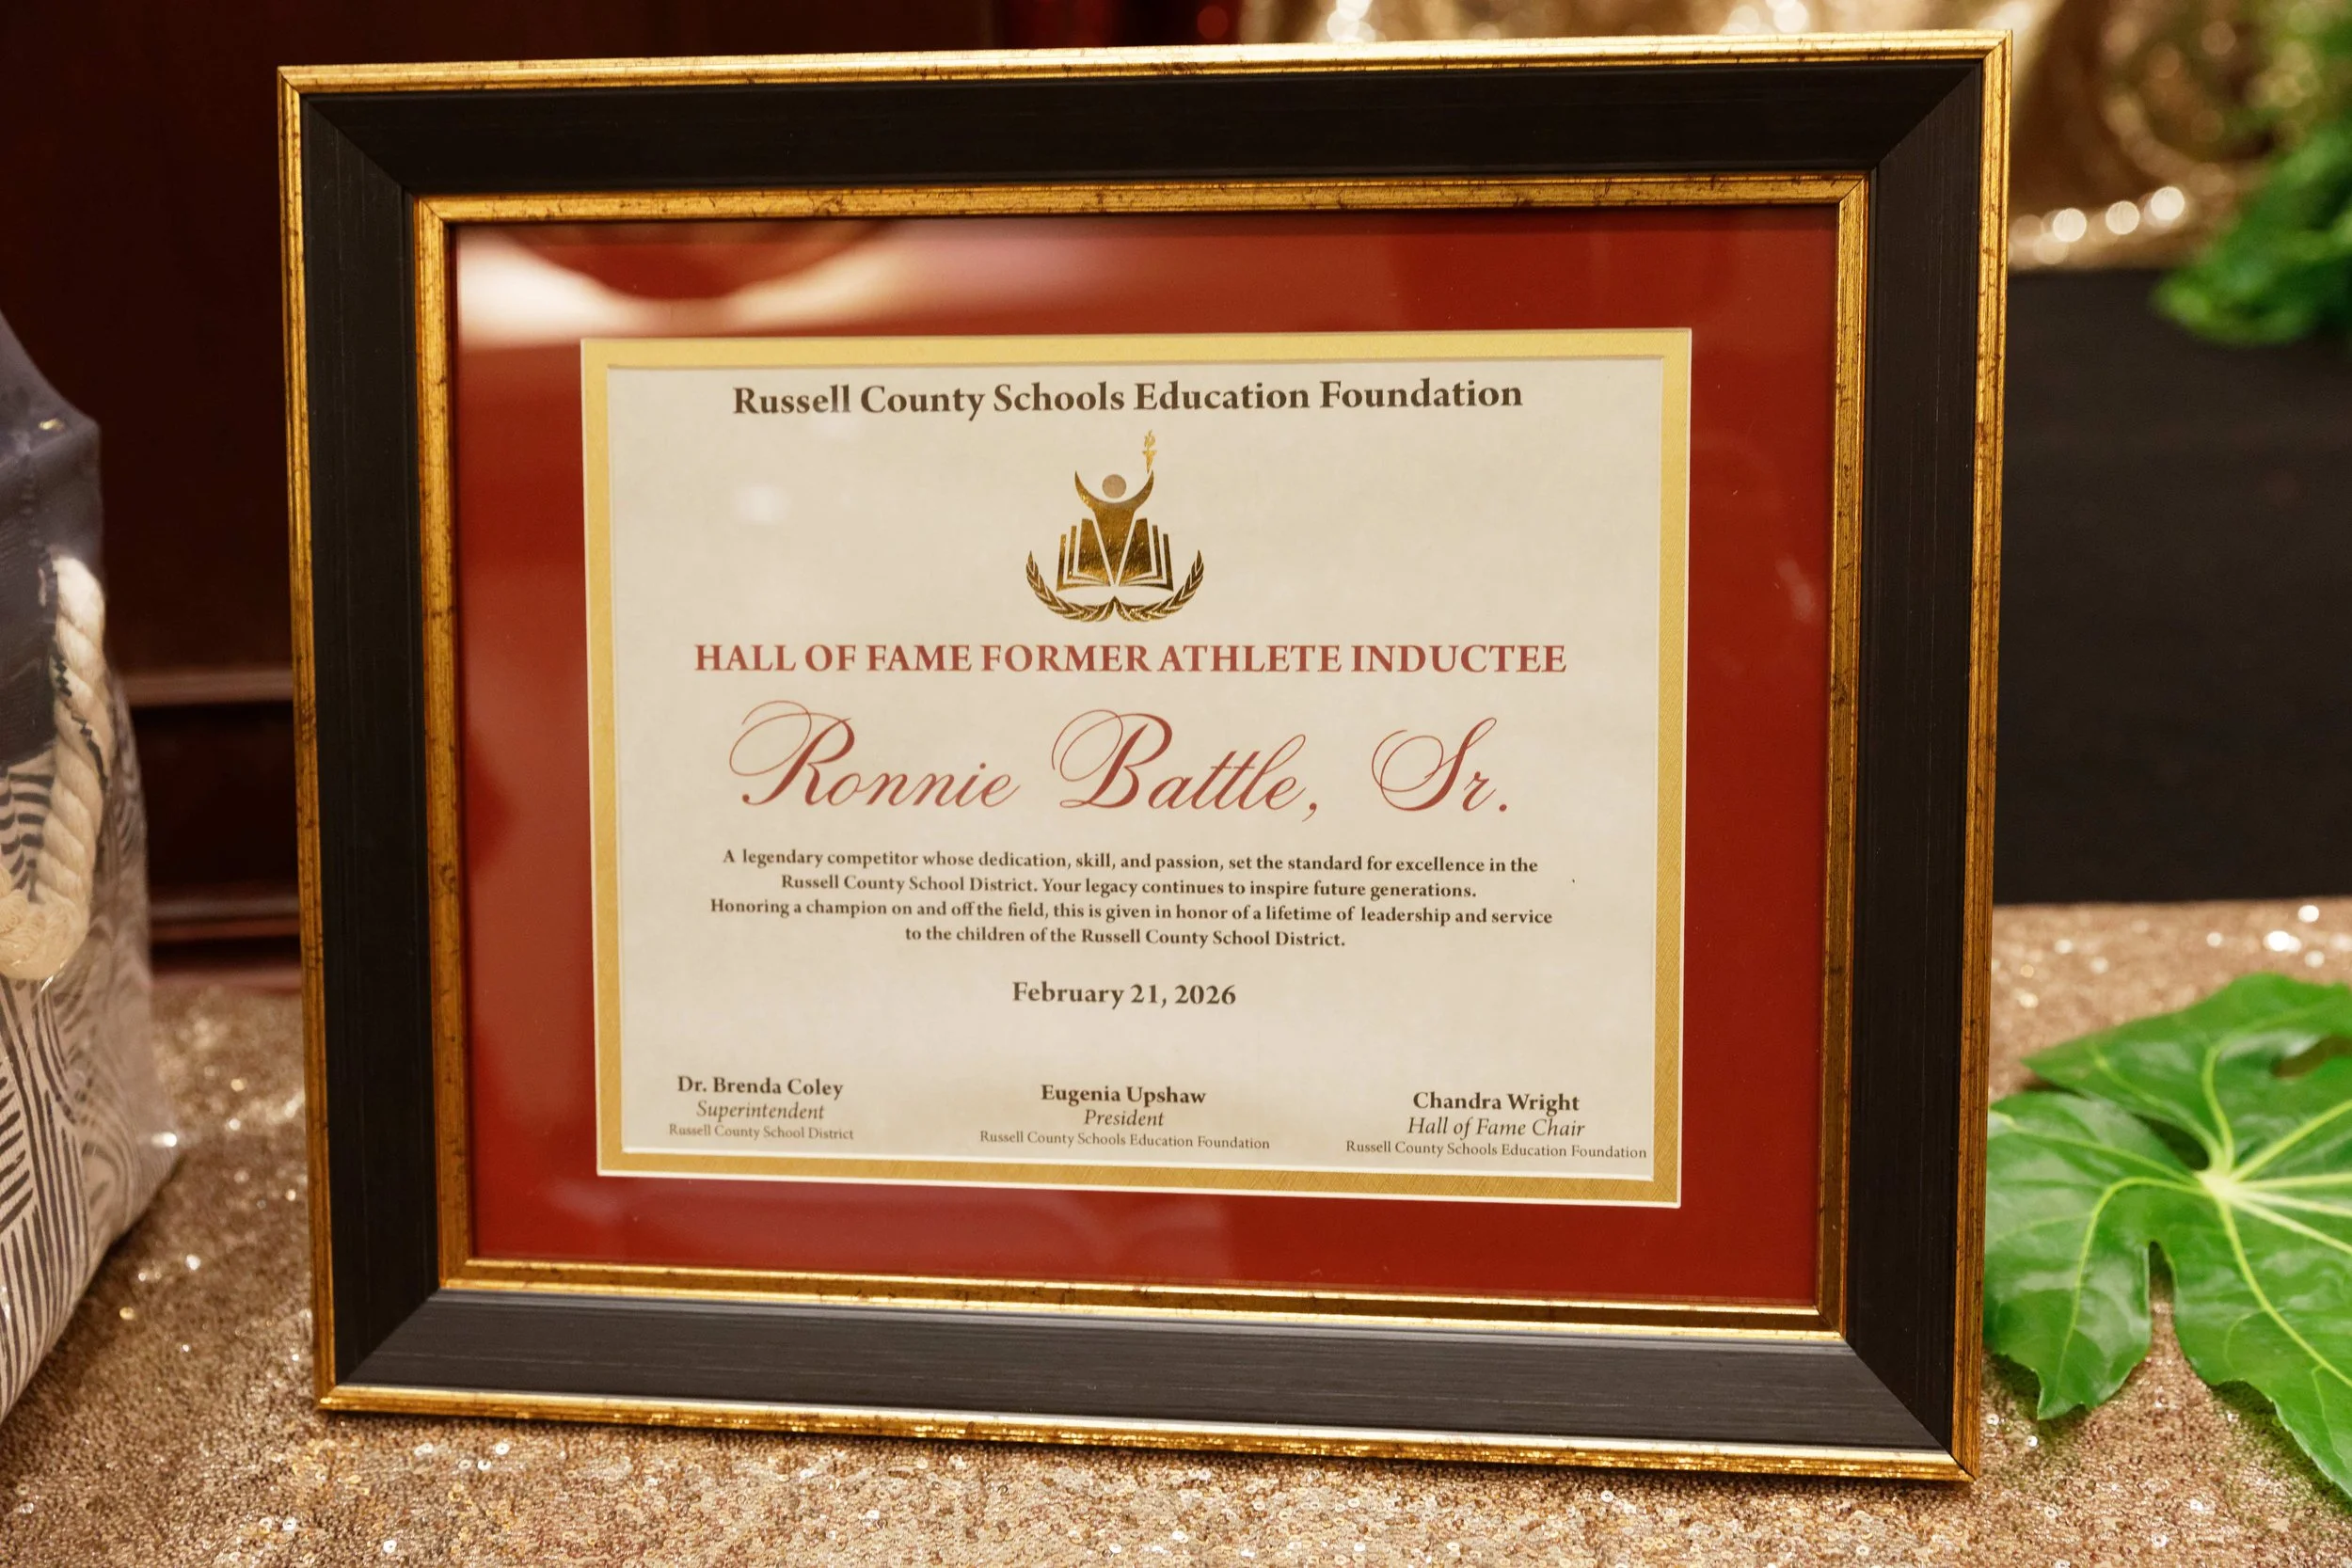 Russell County Schools Education Foundation
HALL OF FAME FORMER ATHLETE INDUCTEE
Ronnie Battle, Sr.
A legendary competitor whose dedication, skill, and passion, set the standard for excellence in the
Russell County School District. Your legacy continues to inspire future generations.
Honoring a champion on and off the field, this is given in honor of a lifetime of leadership and service
to the children of the Russell County School District.
February 21, 2026
Dr. Brenda Coley
Superintendent
Russell County School District
Eugenia Upshaw
President
Russell County Schools Education Foundation
Chandra Wright
Hall of Fame Chair
Russell County Schools Education Foundation